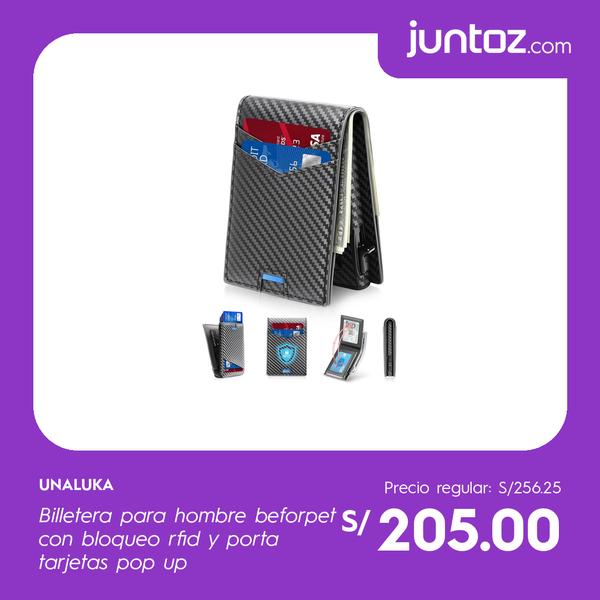 juntoz.com
VISA
UNALUKA
Precio regular: S/256.25
Billetera para hombre beforpet
con bloqueo rfid y porta
tarjetas pop up
S/ 205.00